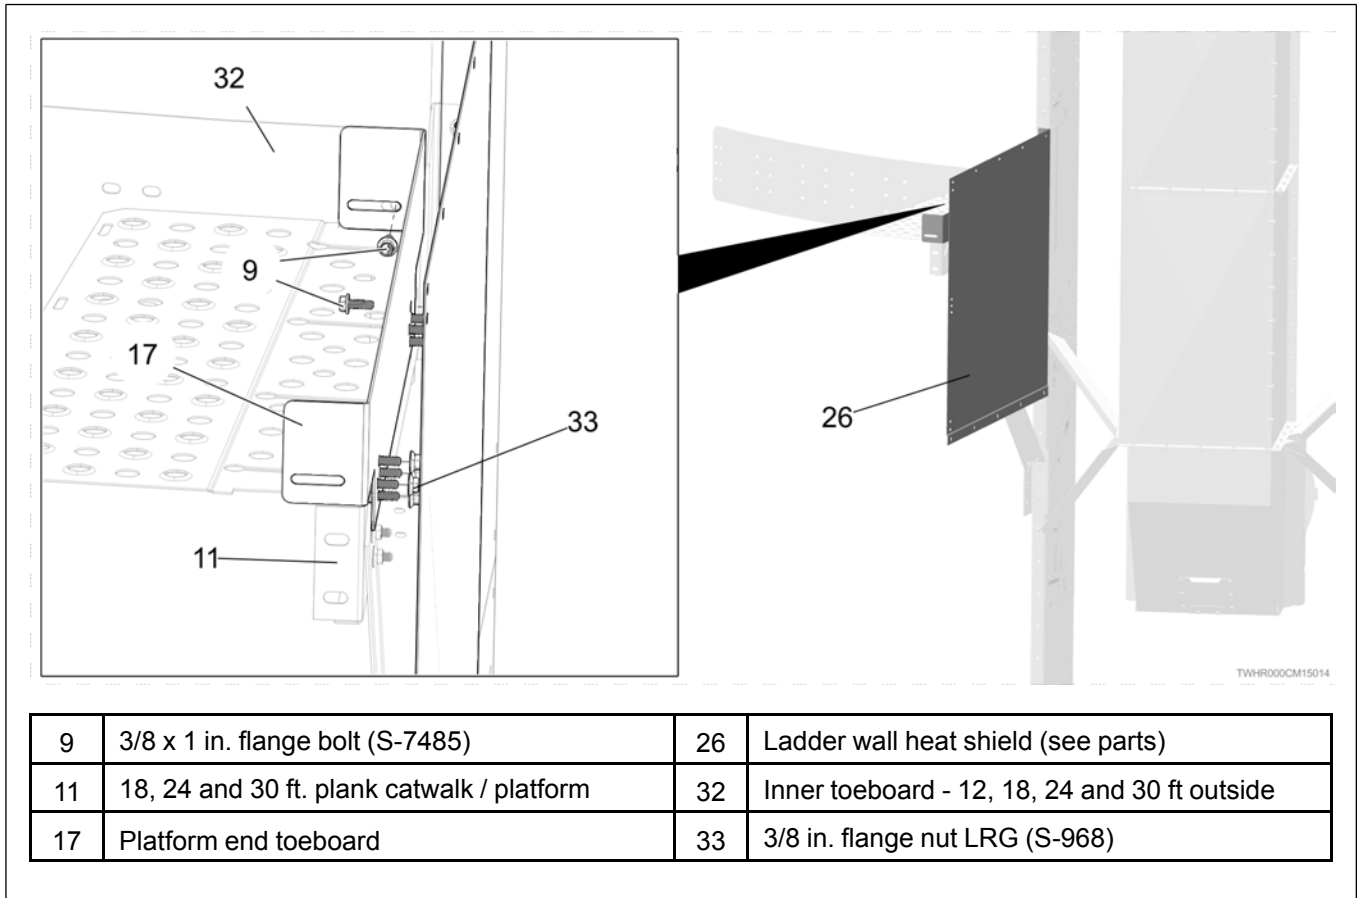 32
9
17
33
11
26
TWHR000CM15014
9 3/8 x 1 in. flange bolt (S-7485) 26 Ladder wall heat shield (see parts)
11 18, 24 and 30 ft. plank catwalk / platform 32 Inner toeboard - 12, 18, 24 and 30 ft outside
17 Platform end toeboard 33 3/8 in. flange nut LRG (S-968)